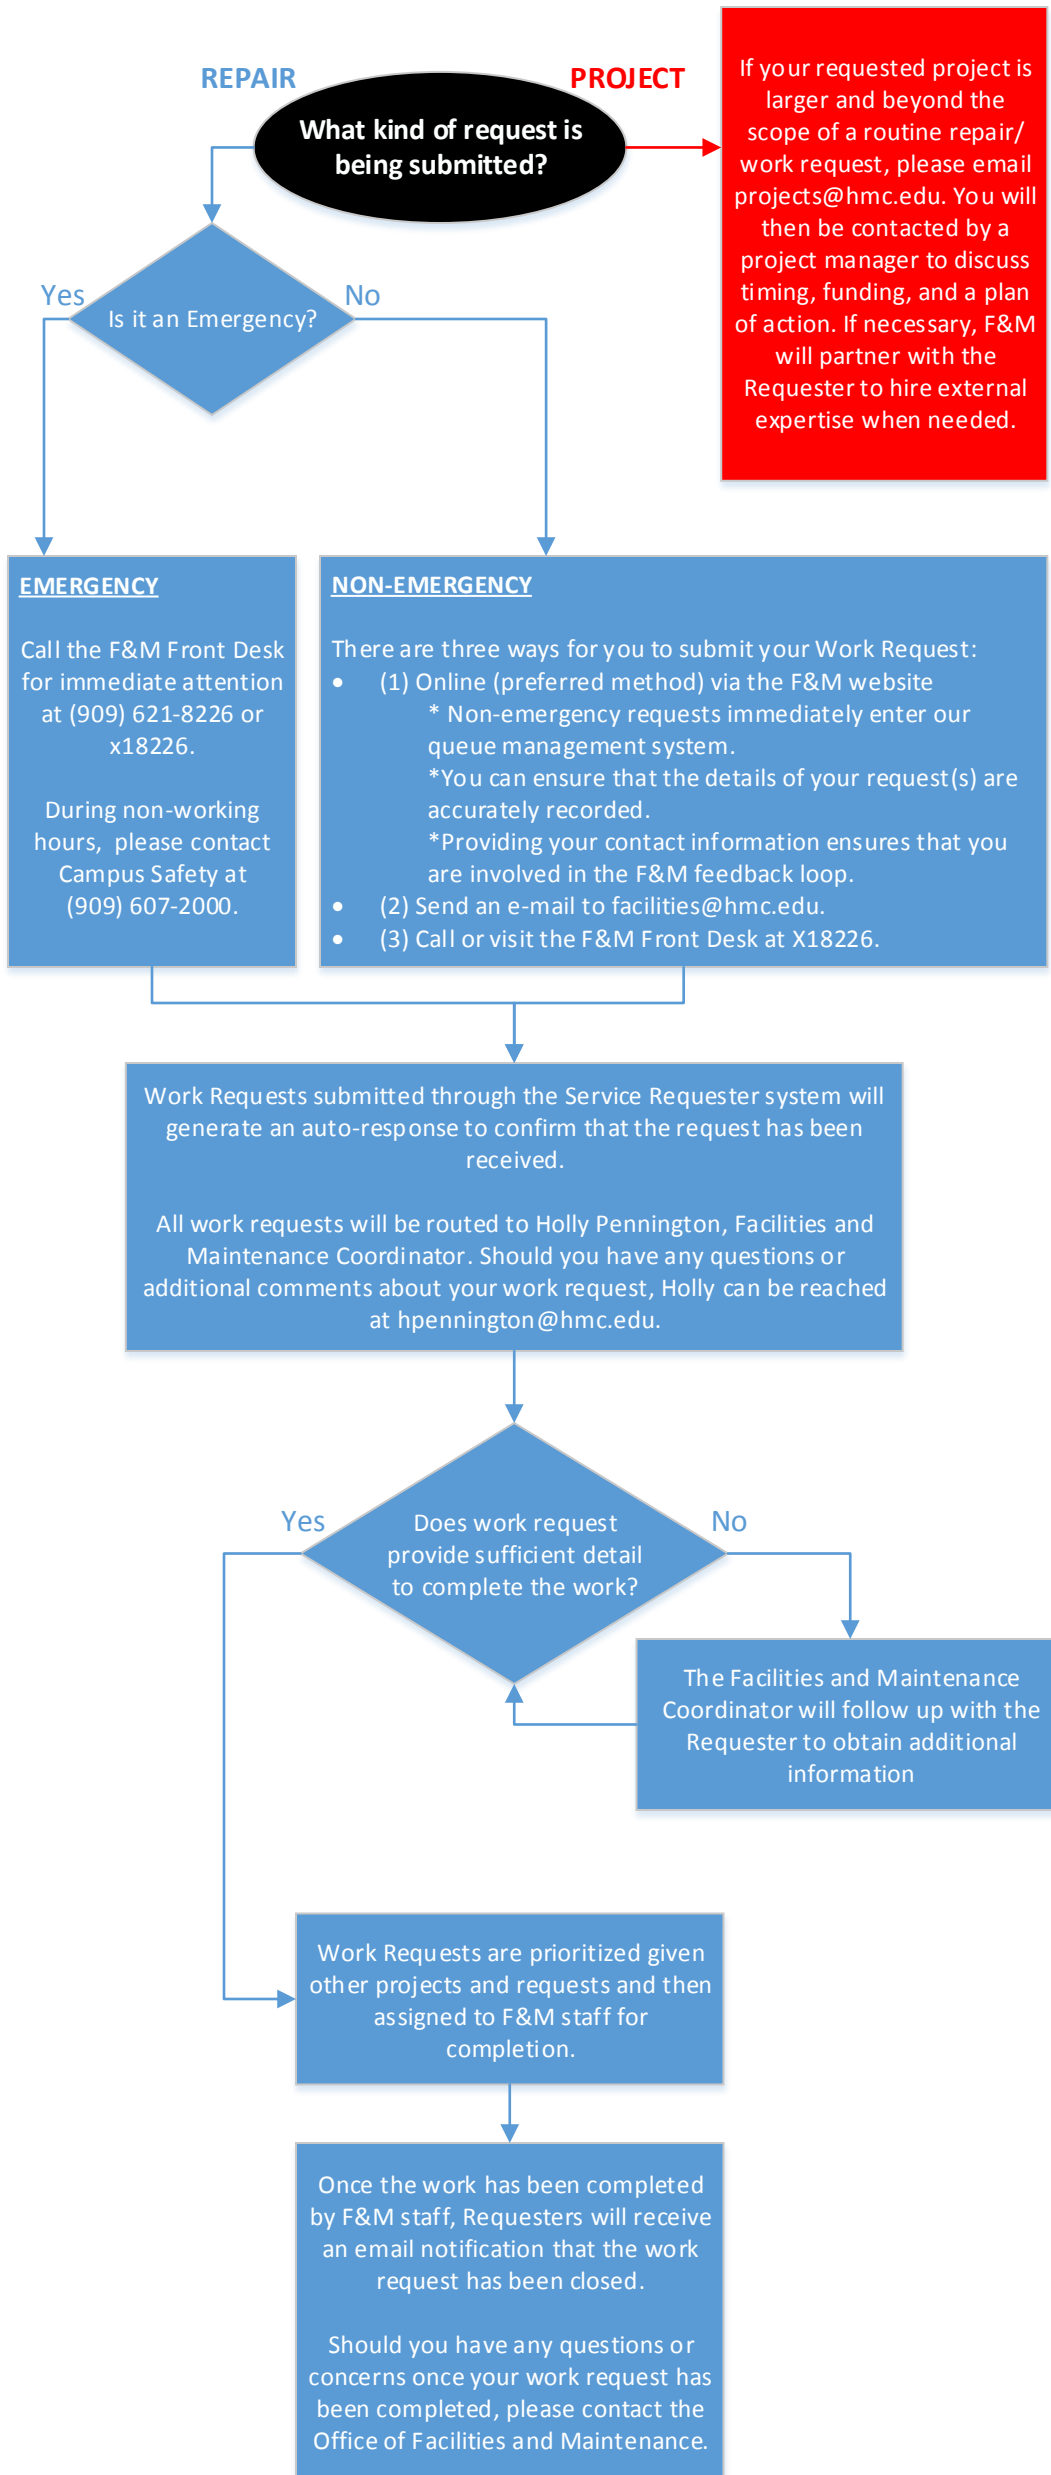 REPAIR
PROJECT
What kind of request is
being submitted?
If your requested project is
larger and beyond the
scope of a routine repair/
work request, please email
projects@hmc.edu. You will
then be contacted by a
project manager to discuss
timing, funding, and a plan
of action. If necessary, F&M
will partner with the
Requester to hire external
expertise when needed.
Yes
No
Is it an Emergency?
EMERGENCY
Call the F&M Front Desk
for immediate attention
at (909) 621-8226 or
x18226.
During non-working
hours, please contact
Campus Safety at
(909) 607-2000.
NON-EMERGENCY
There are three ways for you to submit your Work Request:
• (1) Online (preferred method) via the F&M website
* Non-emergency requests immediately enter our
queue management system.
*You can ensure that the details of your request(s) are
accurately recorded.
*Providing your contact information ensures that you
are involved in the F&M feedback loop.
• (2) Send an e-mail to facilities@hmc.edu.
• (3) Call or visit the F&M Front Desk at X18226.
Work Requests submitted through the Service Requester system will
generate an auto-response to confirm that the request has been
received.
All work requests will be routed to Holly Pennington, Facilities and
Maintenance Coordinator. Should you have any questions or
additional comments about your work request, Holly can be reached
at hpennington@hmc.edu.
Yes
No
Does work request
provide sufficient detail
to complete the work?
The Facilities and Maintenance
Coordinator will follow up with the
Requester to obtain additional
information
Work Requests are prioritized given
other projects and requests and then
assigned to F&M staff for
completion.
Once the work has been completed
by F&M staff, Requesters will receive
an email notification that the work
request has been closed.
Should you have any questions or
concerns once your work request has
been completed, please contact the
Office of Facilities and Maintenance.